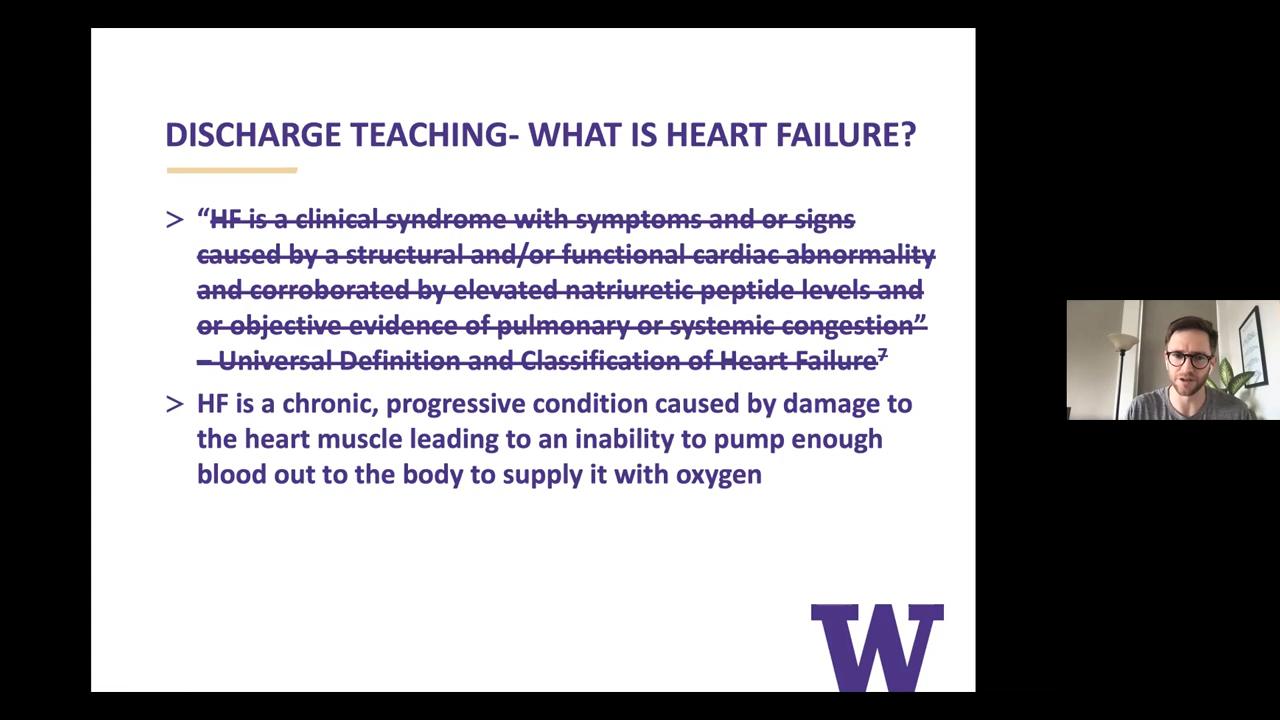 DISCHARGE TEACHING- WHAT IS HEART FAILURE?
> “HF is a clinical syndrome with symptoms and or signs
caused by a structural and/or functional cardiac abnormality
and corroborated by elevated natriuretic peptide levels and
or objective evidence of pulmonary or systemic congestion”
– Universal Definition and Classification of Heart Failure7
> HF is a chronic, progressive condition caused by damage to
the heart muscle leading to an inability to pump enough
blood out to the body to supply it with oxygen
W